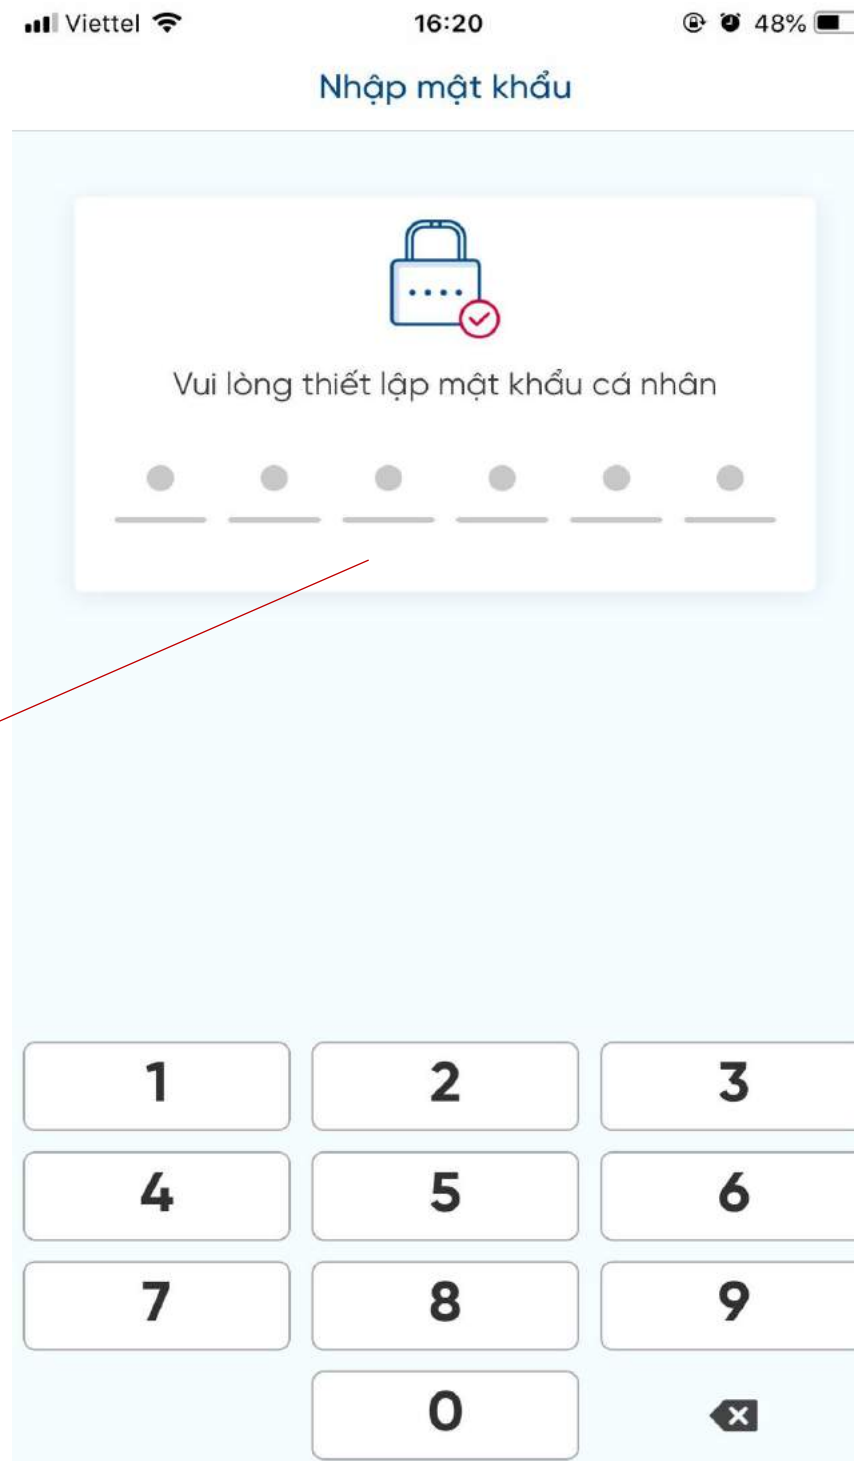 Viettel 16:20 48%
Nhập mật khẩu
Vui lòng thiết lập mật khẩu cá nhân
1 2 3
4 5 6
7 8 9
0